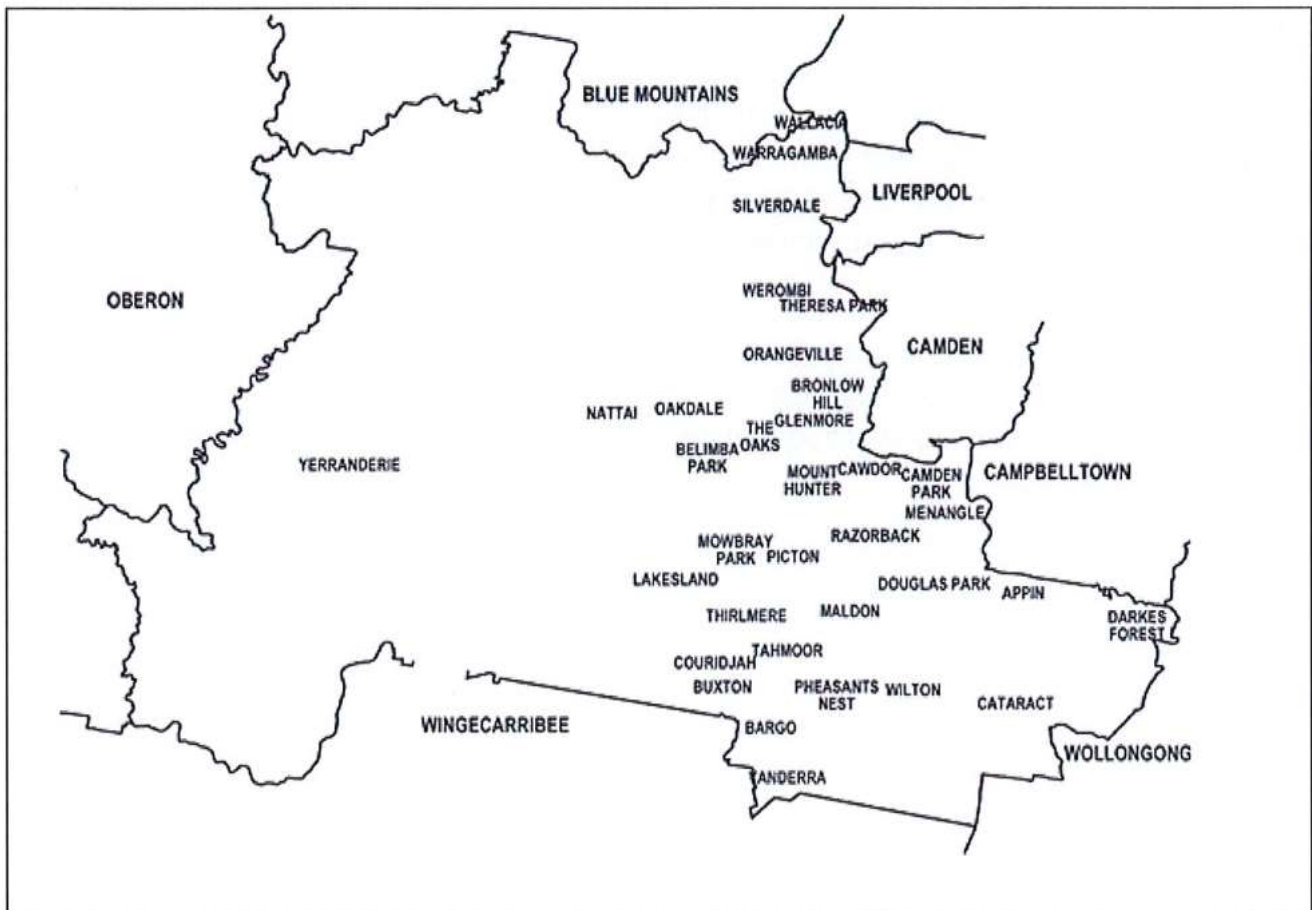 BLUE MOUNTAINS
WALLACIA
WARRAGAMBA
LIVERPOOL
SILVERDALE
WEROMBI
OBERON
THERESA PARK
CAMDEN
ORANGEVILLE
BRONLOW
HILL
NATTAI
OAKDALE
GLENMORE
THE
OAKS
BELIMBA
PARK
YERRANDERIE
MOUNT
HUNTER
CAWDOR
CAMDEN
PARK
CAMPBELLTOWN
MENANGLE
RAZORBACK
MOWBRAY
PARK
PICTON
LAKESLAND
DOUGLAS PARK
APPIN
THIRLMERE
MALDON
DARKES
FOREST
TAHMOOR
COURIDJAH
BUXTON
PHEASANTS
NEST
WILTON
CATARACT
WINGECARRIBEE
BARGO
WOLLONGONG
YANDERRA